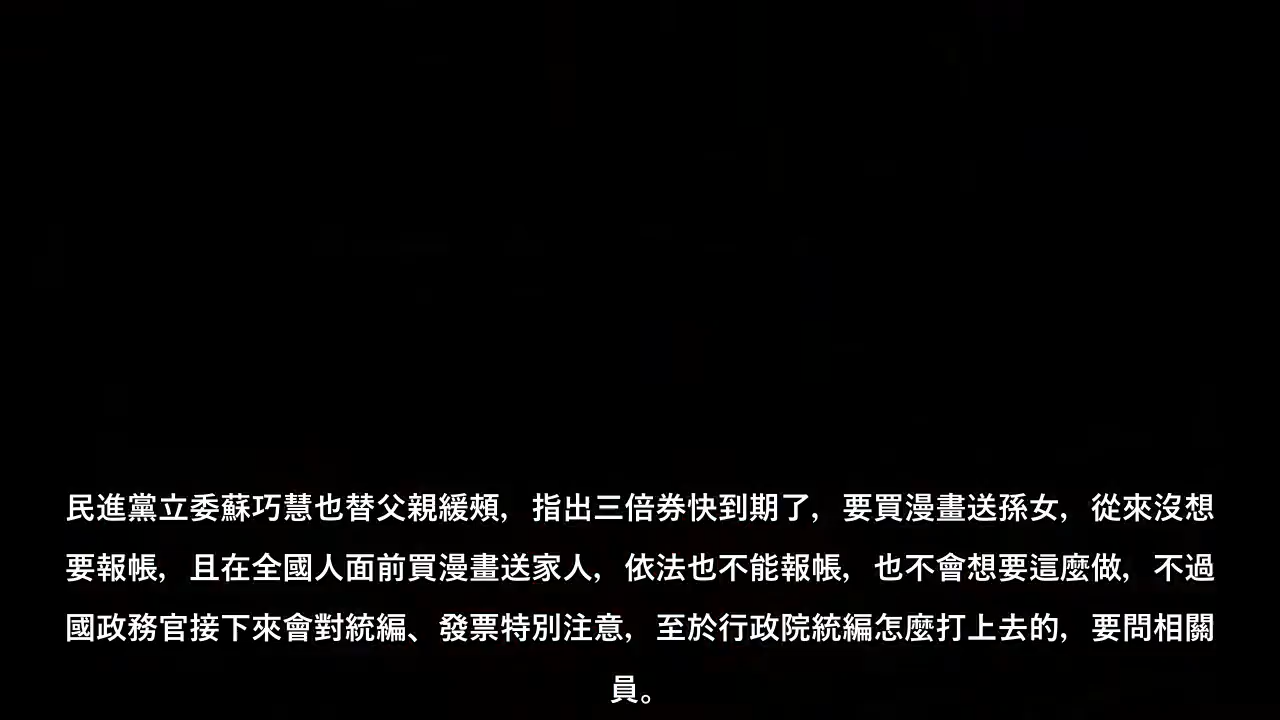 民進黨立委蘇巧慧也替父親緩頰，指出三倍券快到期了，要買漫畫送孫女，從來沒想
要報帳，且在全國人面前買漫畫送家人，依法也不能報帳，也不會想要這麼做，不過
國政務官接下來會對統編、發票特別注意，至於行政院統編怎麼打上去的，要問相關
員。